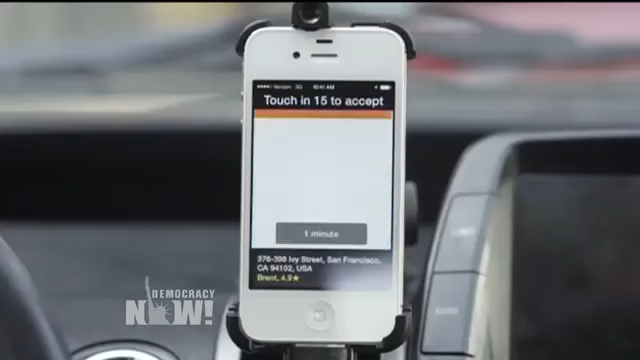 Verizon 3G 10:41 AM
Touch in 15 to accept
1 minute
376-398 Ivy Street, San Francisco,
CA 94102, USA
Brent, 4.9★
DEMOCRACY
NOW!